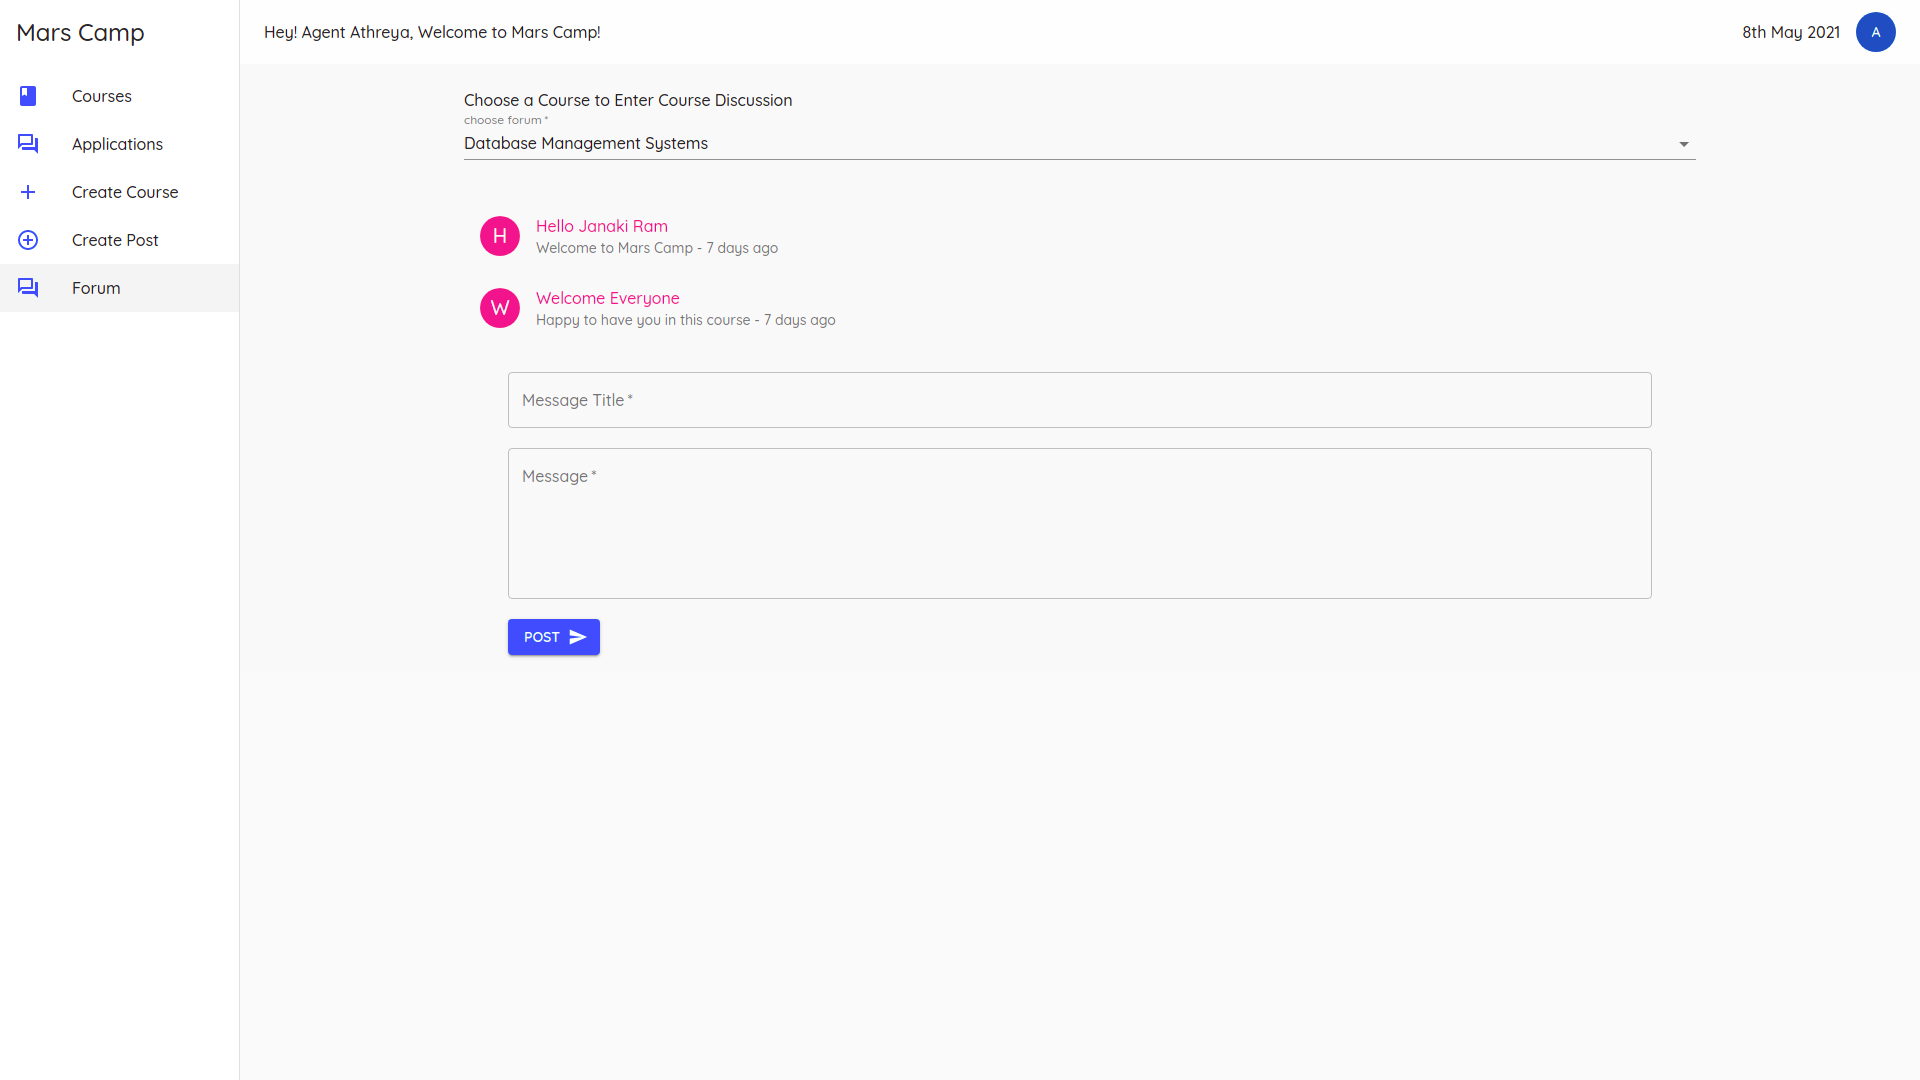 Mars Camp
Hey! Agent Athreya, Welcome to Mars Camp!
8th May 2021
A
Courses
Applications
Create Course
Create Post
Forum
Choose a Course to Enter Course Discussion
choose forum *
Database Management Systems
H
Hello Janaki Ram
Welcome to Mars Camp - 7 days ago
W
Welcome Everyone
Happy to have you in this course - 7 days ago
Message Title *
Message *
POST